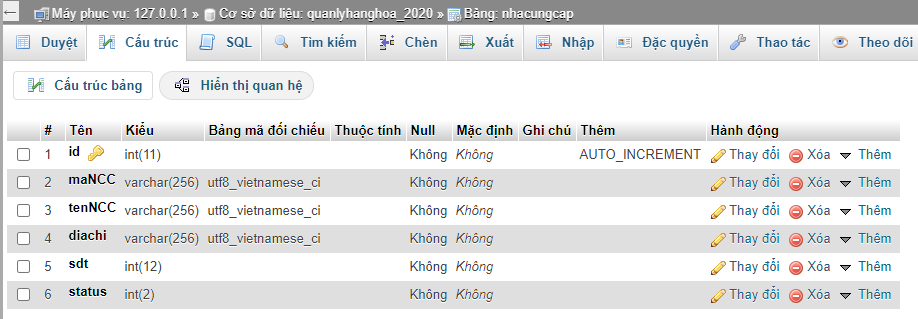 ← Máy phục vụ: 127.0.0.1 » Cơ sở dữ liệu: quanlyhanghoa_2020 » Bảng: nhacungcap
Duyệt Cấu trúc SQL Tìm kiếm Chèn Xuất Nhập Đặc quyền Thao tác Theo dõi
Cấu trúc bảng Hiển thị quan hệ
# Tên Kiểu Bảng mã đối chiếu Thuộc tính Null Mặc định Ghi chú Thêm Hành động
1 id int(11) Không Không AUTO_INCREMENT Thay đổi Xóa Thêm
2 maNCC varchar(256) utf8_vietnamese_ci Không Không Thay đổi Xóa Thêm
3 tenNCC varchar(256) utf8_vietnamese_ci Không Không Thay đổi Xóa Thêm
4 diachi varchar(256) utf8_vietnamese_ci Không Không Thay đổi Xóa Thêm
5 sdt int(12) Không Không Thay đổi Xóa Thêm
6 status int(2) Không Không Thay đổi Xóa Thêm